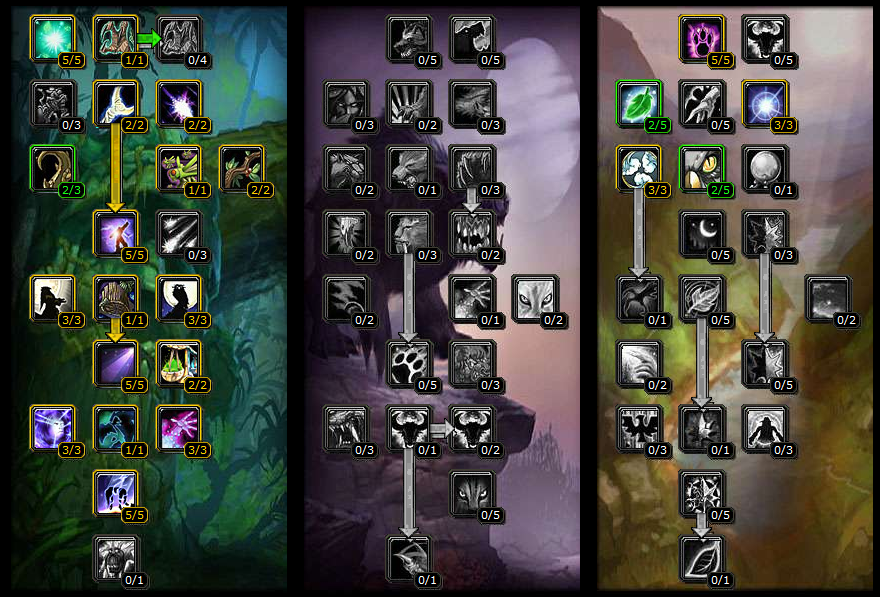 5/5 1/1 0/4
0/5 0/5
5/5 0/5
0/3 2/2 2/2
0/3 0/2 0/3
2/5 0/5 3/3
2/3 1/1 2/2
0/2 0/1 0/3
3/3 2/5 0/1
5/5 0/3
0/2 0/3 0/2
0/5 0/3
3/3 1/1 3/3
0/2 0/1 0/2
0/1 0/5 0/2
5/5 2/2
0/5 0/3
0/2 0/5
3/3 1/1 3/3
0/3 0/1 0/2
0/3 0/1 0/3
5/5
0/5
0/5
0/1
0/1
0/1